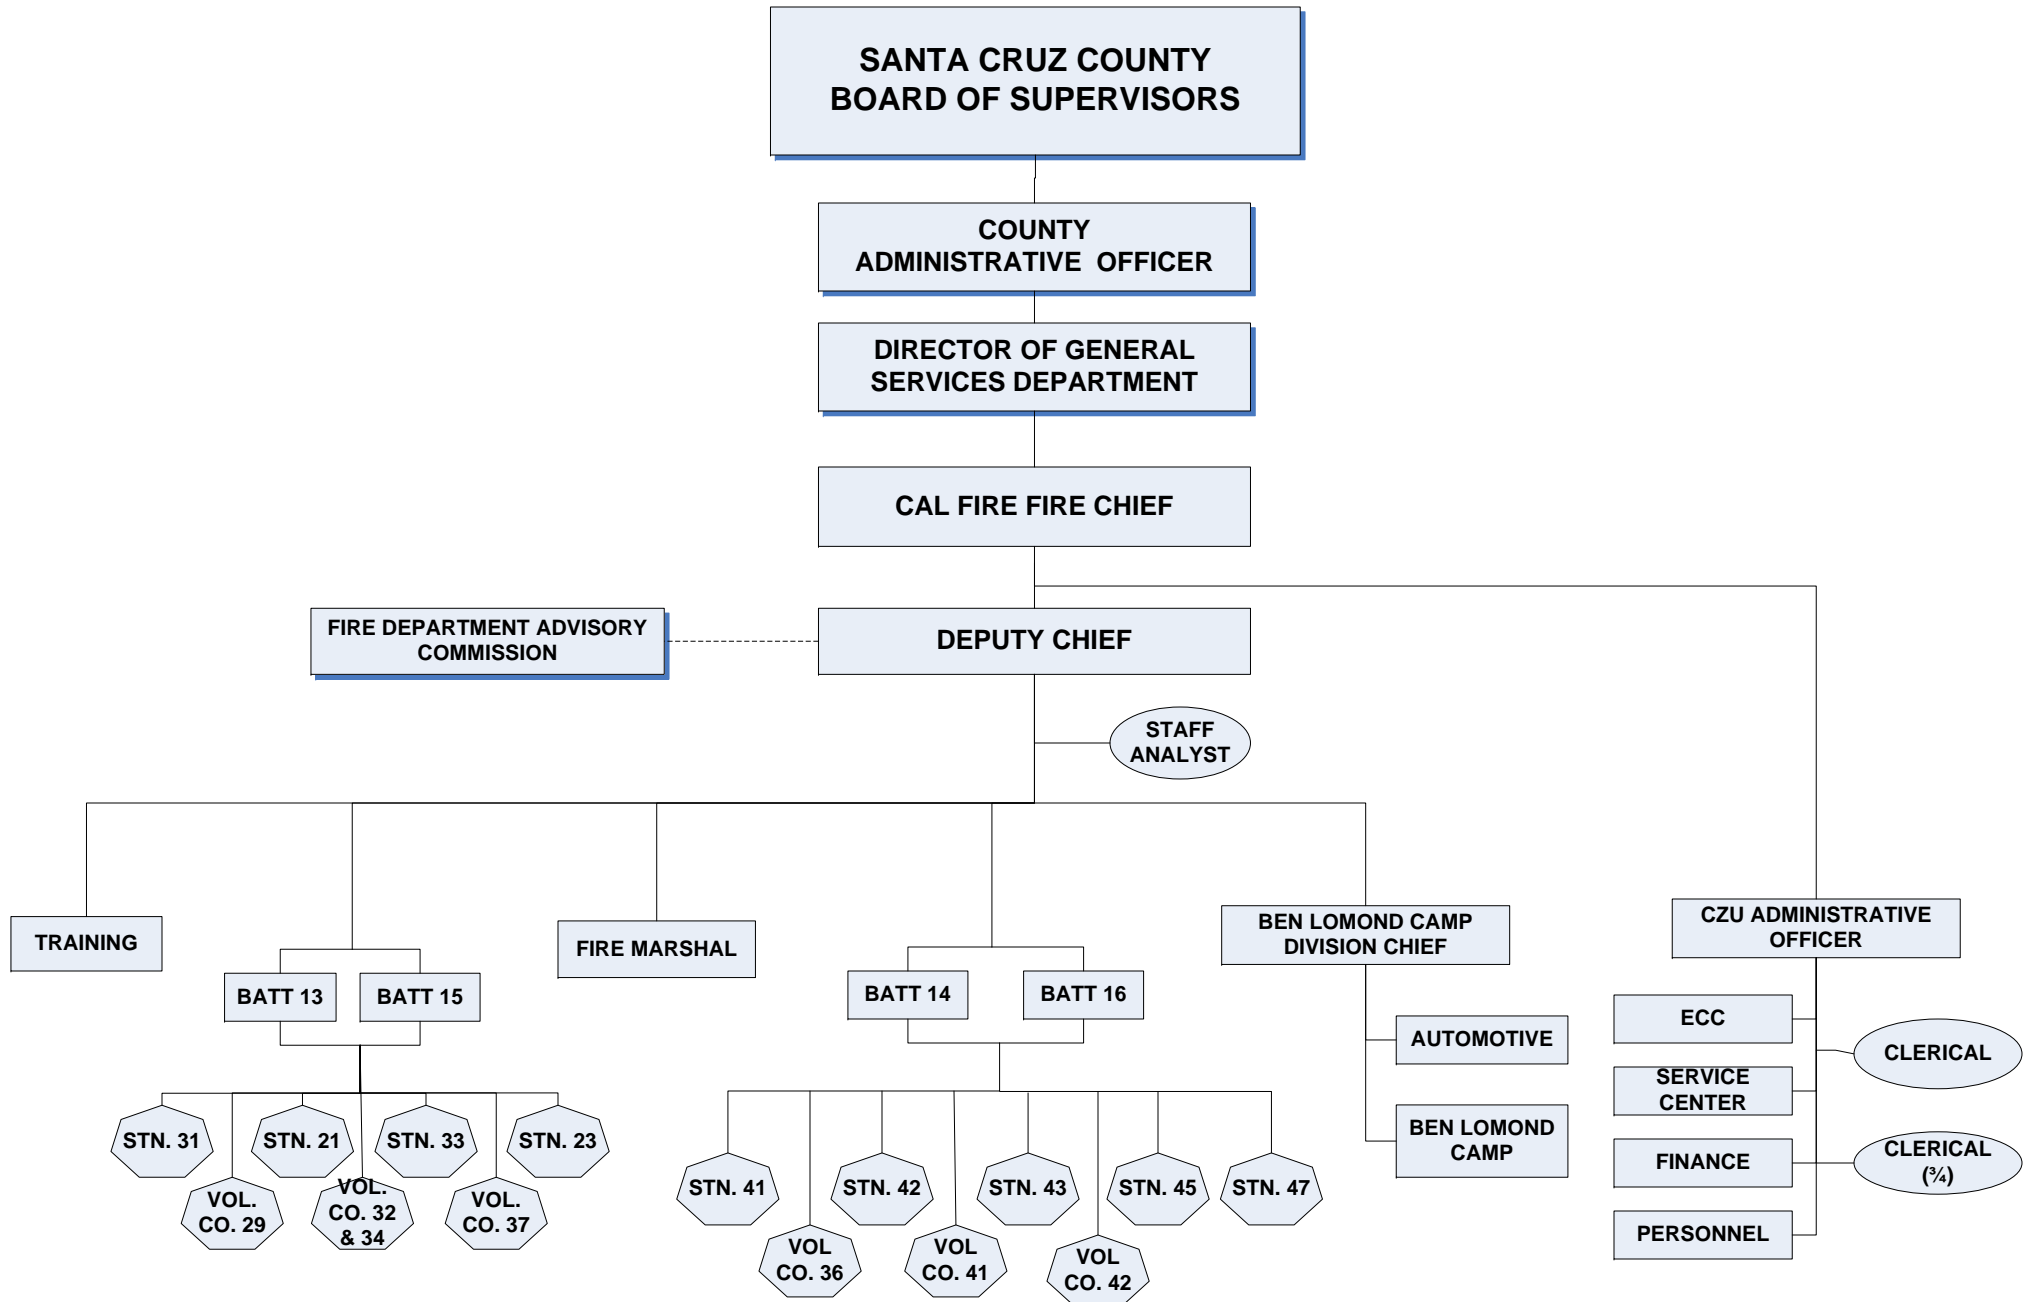 SANTA CRUZ COUNTY
BOARD OF SUPERVISORS
COUNTY
ADMINISTRATIVE OFFICER
DIRECTOR OF GENERAL
SERVICES DEPARTMENT
CAL FIRE FIRE CHIEF
FIRE DEPARTMENT ADVISORY
COMMISSION
DEPUTY CHIEF
STAFF
ANALYST
TRAINING
BATT 13
BATT 15
FIRE MARSHAL
BATT 14
BATT 16
BEN LOMOND CAMP
DIVISION CHIEF
CZU ADMINISTRATIVE
OFFICER
AUTOMOTIVE
BEN LOMOND
CAMP
ECC
SERVICE
CENTER
FINANCE
PERSONNEL
CLERICAL
CLERICAL
(¾)
STN. 31
STN. 21
STN. 33
STN. 23
VOL.
CO. 29
VOL.
CO. 32
& 34
VOL.
CO. 37
STN. 41
STN. 42
STN. 43
STN. 45
STN. 47
VOL
CO. 36
VOL
CO. 41
VOL
CO. 42